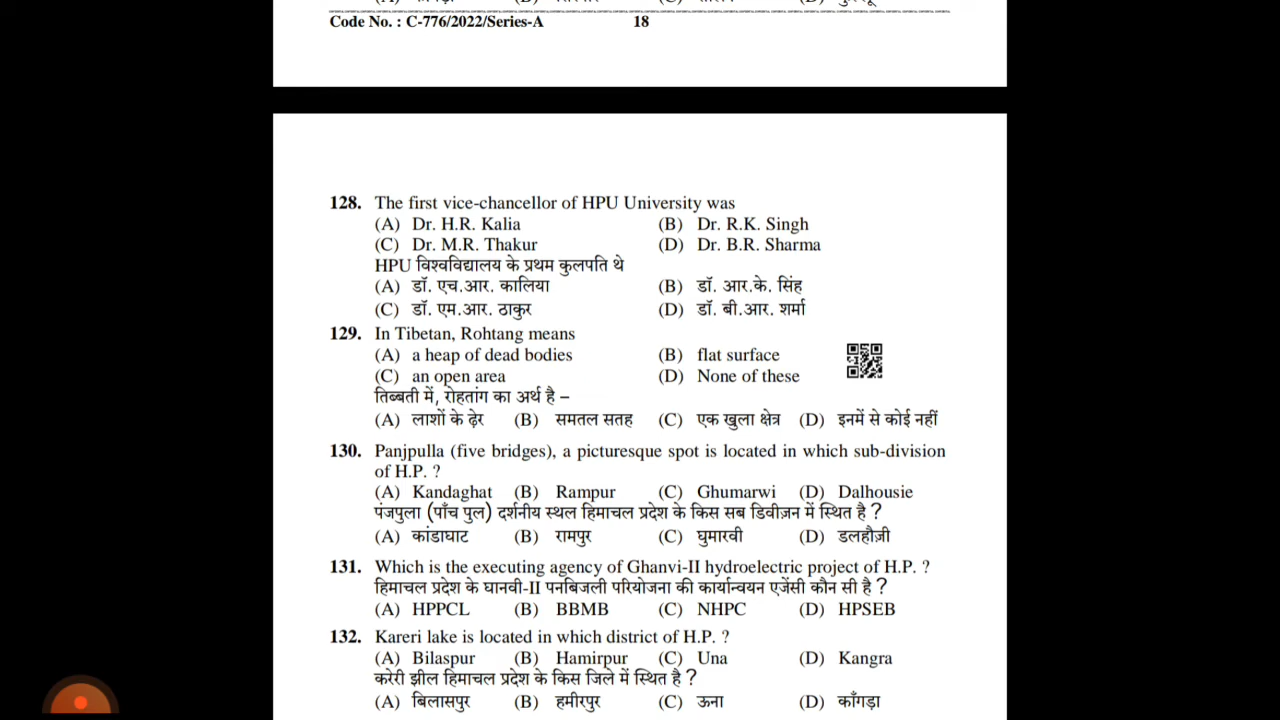 Code No. : C-776/2022/Series-A 18
128. The first vice-chancellor of HPU University was
(A) Dr. H.R. Kalia (B) Dr. R.K. Singh
(C) Dr. M.R. Thakur (D) Dr. B.R. Sharma
HPU विश्वविद्यालय के प्रथम कुलपति थे
(A) डॉ. एच.आर. कालिया (B) डॉ. आर.के. सिंह
(C) डॉ. एम.आर. ठाकुर (D) डॉ. बी.आर. शर्मा
129. In Tibetan, Rohtang means
(A) a heap of dead bodies (B) flat surface
(C) an open area (D) None of these
तिब्बती में, रोहतांग का अर्थ है –
(A) लाशों के ढ़ेर (B) समतल सतह (C) एक खुला क्षेत्र (D) इनमें से कोई नहीं
130. Panjpulla (five bridges), a picturesque spot is located in which sub-division
of H.P. ?
(A) Kandaghat (B) Rampur (C) Ghumarwi (D) Dalhousie
पंजपुला (पाँच पुल) दर्शनीय स्थल हिमाचल प्रदेश के किस सब डिवीज़न में स्थित है ?
(A) कांडाघाट (B) रामपुर (C) घुमारवी (D) डलहौज़ी
131. Which is the executing agency of Ghanvi-II hydroelectric project of H.P. ?
हिमाचल प्रदेश के घानवी-II पनबिजली परियोजना की कार्यान्वयन एजेंसी कौन सी है ?
(A) HPPCL (B) BBMB (C) NHPC (D) HPSEB
132. Kareri lake is located in which district of H.P. ?
(A) Bilaspur (B) Hamirpur (C) Una (D) Kangra
करेरी झील हिमाचल प्रदेश के किस जिले में स्थित है ?
(A) बिलासपुर (B) हमीरपुर (C) ऊना (D) काँगड़ा